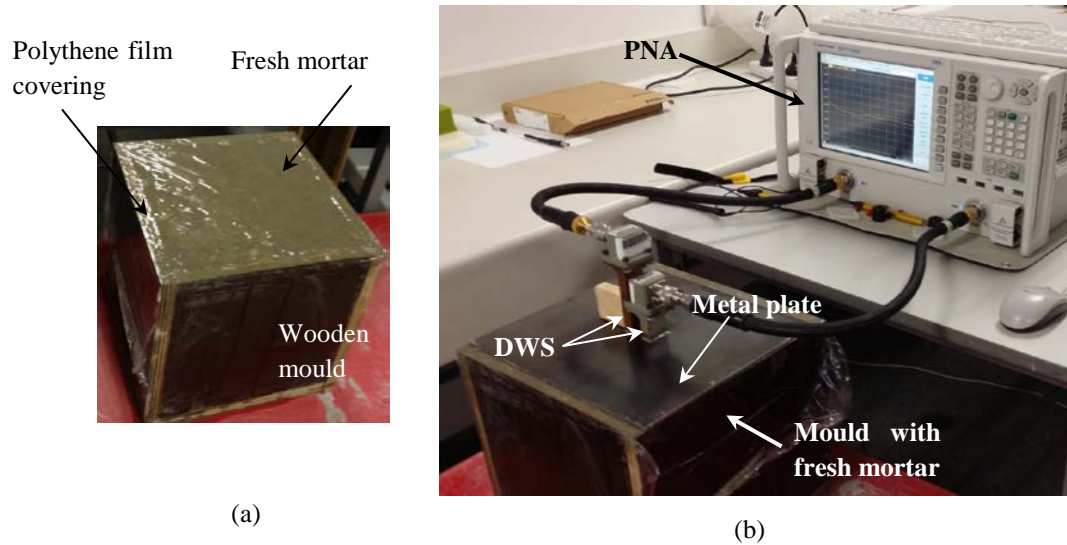 Polythene film
covering
Fresh mortar
Wooden
mould
(a)
PNA
Metal plate
DWS
Mould with
fresh mortar
(b)